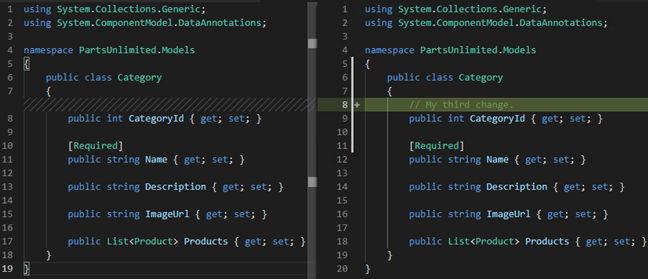 1 using System.Collections.Generic;
2 using System.ComponentModel.DataAnnotations;
3
4 namespace PartsUnlimited.Models
5 {
6 public class Category
7 {
8 public int CategoryId { get; set; }
9
10 [Required]
11 public string Name { get; set; }
12
13 public string Description { get; set; }
14
15 public string ImageUrl { get; set; }
16
17 public List<Product> Products { get; set; }
18 }
19 }
1 using System.Collections.Generic;
2 using System.ComponentModel.DataAnnotations;
3
4 namespace PartsUnlimited.Models
5 {
6 public class Category
7 {
8 + // My third change.
9 public int CategoryId { get; set; }
10
11 [Required]
12 public string Name { get; set; }
13
14 public string Description { get; set; }
15
16 public string ImageUrl { get; set; }
17
18 public List<Product> Products { get; set; }
19 }
20 }